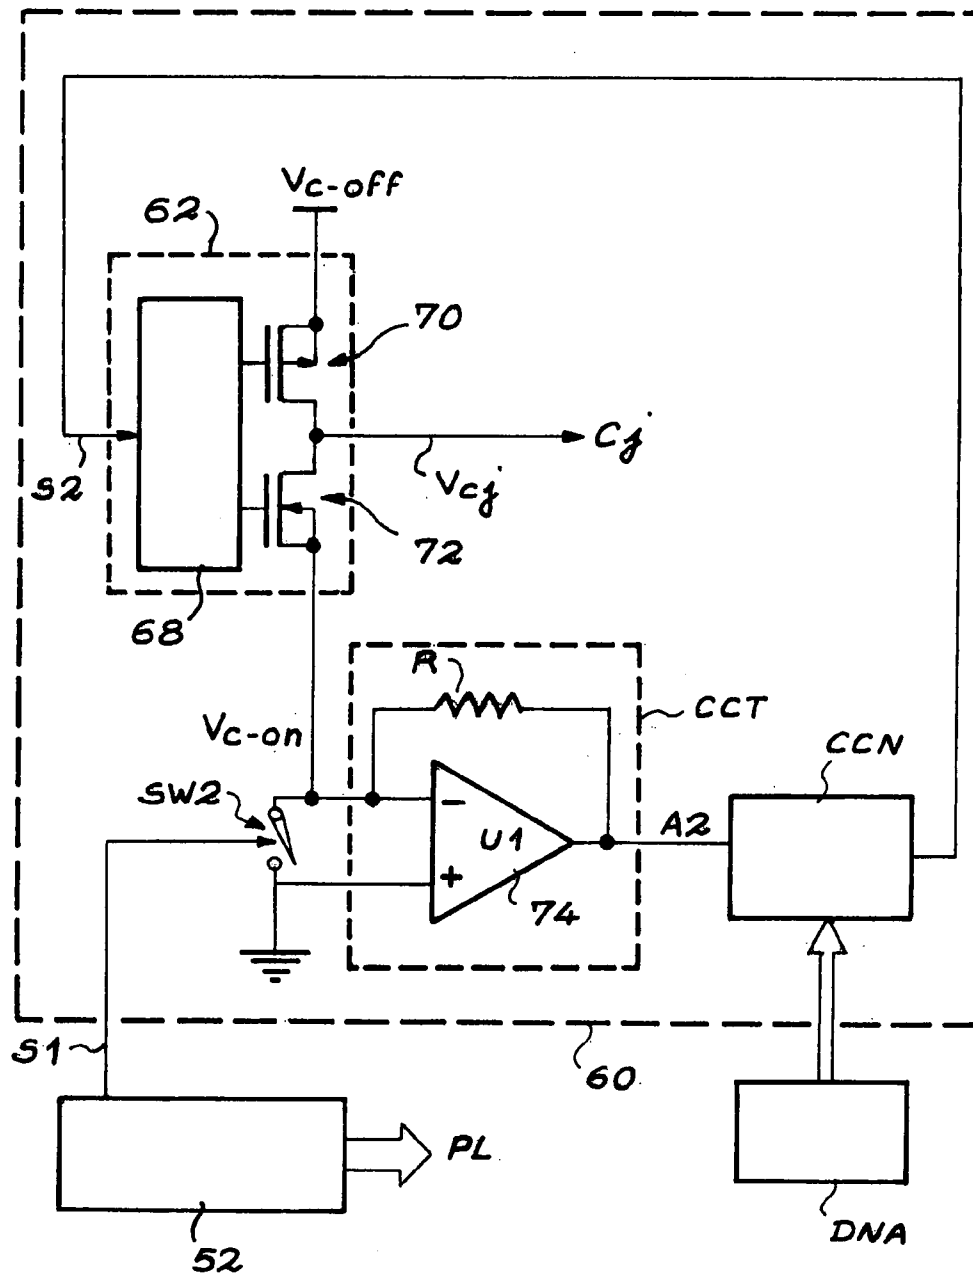 Vc-off
62
70
Cj
S2
Vcj
72
68
R
CCT
Vc-on
CCN
SW2
−
U1
A2
+
74
S1
60
PL
DNA
52